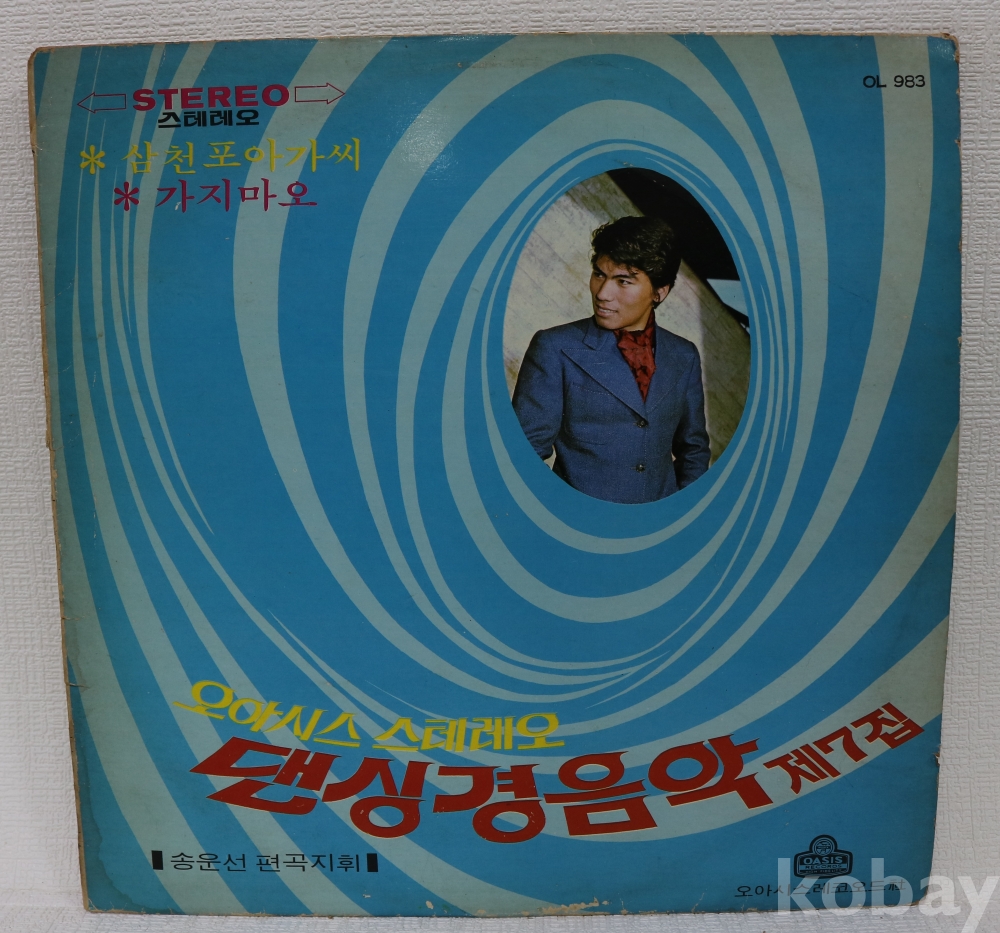 OL 983
STEREO
스테레오
* 삼천포아가씨
* 가지마오
오아시스 스테레오
댄싱경음악 제7집
송운선 편곡지휘
OASIS
오아시스레코오드社
kobay